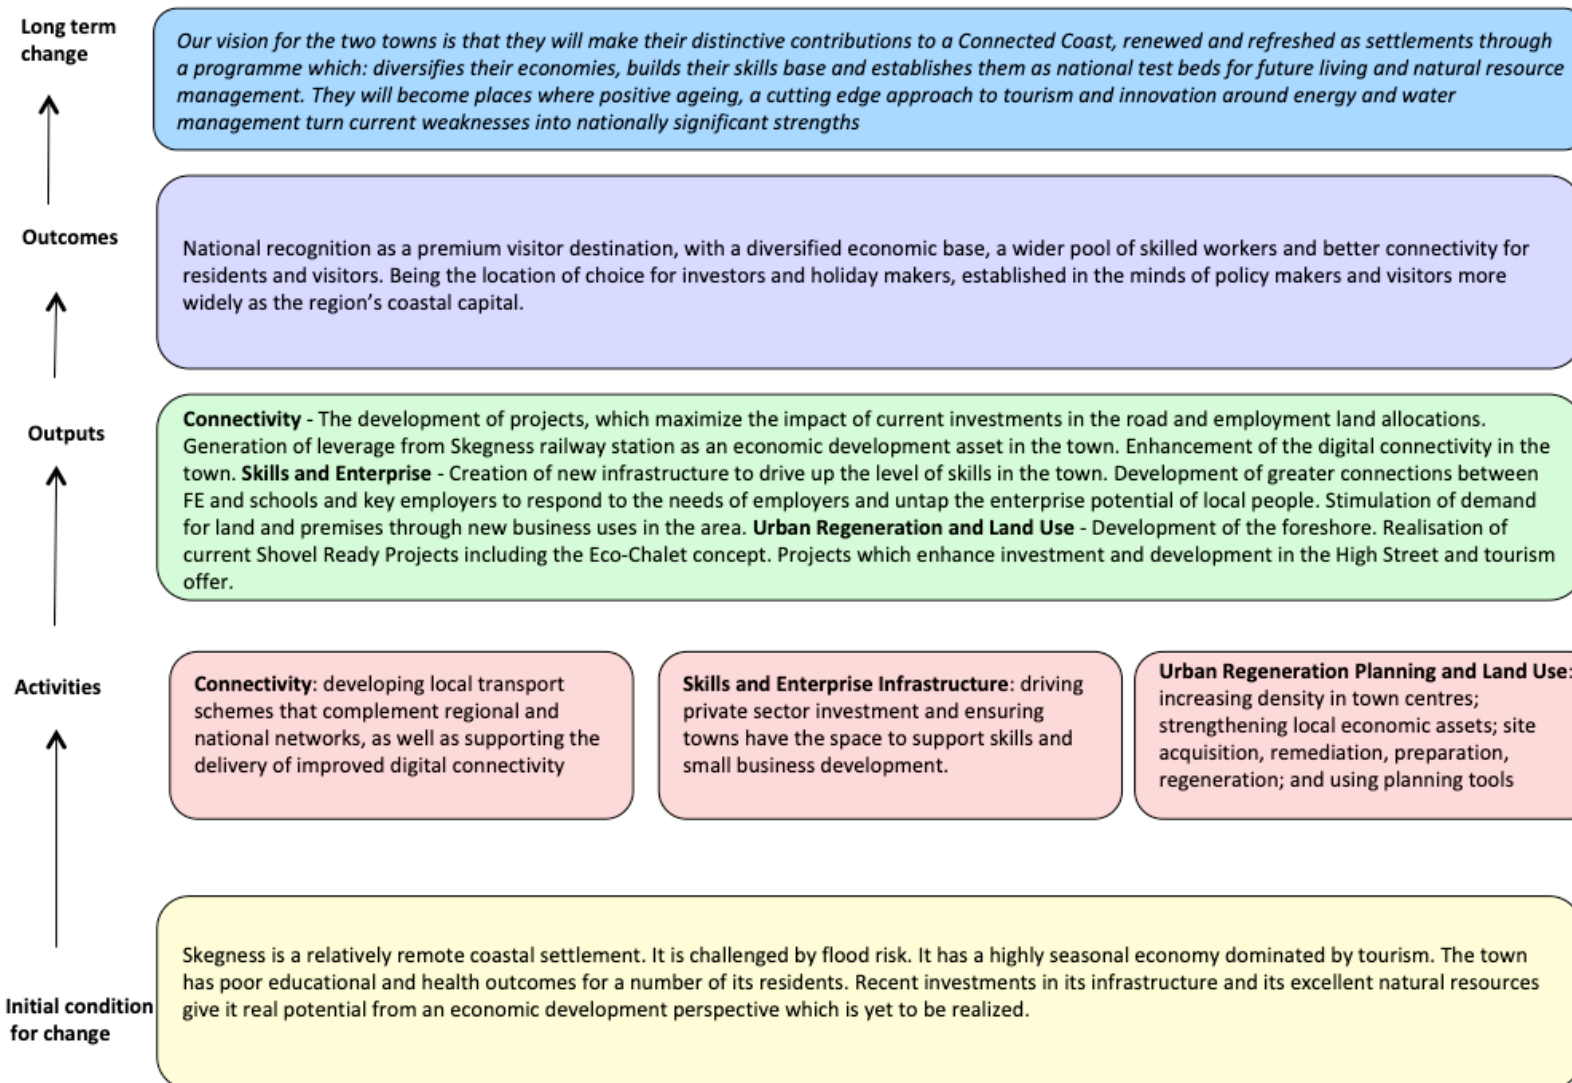 Long term
change
Our vision for the two towns is that they will make their distinctive contributions to a Connected Coast, renewed and refreshed as settlements through
a programme which: diversifies their economies, builds their skills base and establishes them as national test beds for future living and natural resource
management. They will become places where positive ageing, a cutting edge approach to tourism and innovation around energy and water
management turn current weaknesses into nationally significant strengths
Outcomes
National recognition as a premium visitor destination, with a diversified economic base, a wider pool of skilled workers and better connectivity for
residents and visitors. Being the location of choice for investors and holiday makers, established in the minds of policy makers and visitors more
widely as the region's coastal capital.
Outputs
Connectivity - The development of projects, which maximize the impact of current investments in the road and employment land allocations.
Generation of leverage from Skegness railway station as an economic development asset in the town. Enhancement of the digital connectivity in the
town. Skills and Enterprise - Creation of new infrastructure to drive up the level of skills in the town. Development of greater connections between
FE and schools and key employers to respond to the needs of employers and untap the enterprise potential of local people. Stimulation of demand
for land and premises through new business uses in the area. Urban Regeneration and Land Use - Development of the foreshore. Realisation of
current Shovel Ready Projects including the Eco-Chalet concept. Projects which enhance investment and development in the High Street and tourism
offer.
Activities
Connectivity: developing local transport
schemes that complement regional and
national networks, as well as supporting the
delivery of improved digital connectivity
Skills and Enterprise Infrastructure: driving
private sector investment and ensuring
towns have the space to support skills and
small business development.
Urban Regeneration Planning and Land Use:
increasing density in town centres;
strengthening local economic assets; site
acquisition, remediation, preparation,
regeneration; and using planning tools
Initial condition
for change
Skegness is a relatively remote coastal settlement. It is challenged by flood risk. It has a highly seasonal economy dominated by tourism. The town
has poor educational and health outcomes for a number of its residents. Recent investments in its infrastructure and its excellent natural resources
give it real potential from an economic development perspective which is yet to be realized.